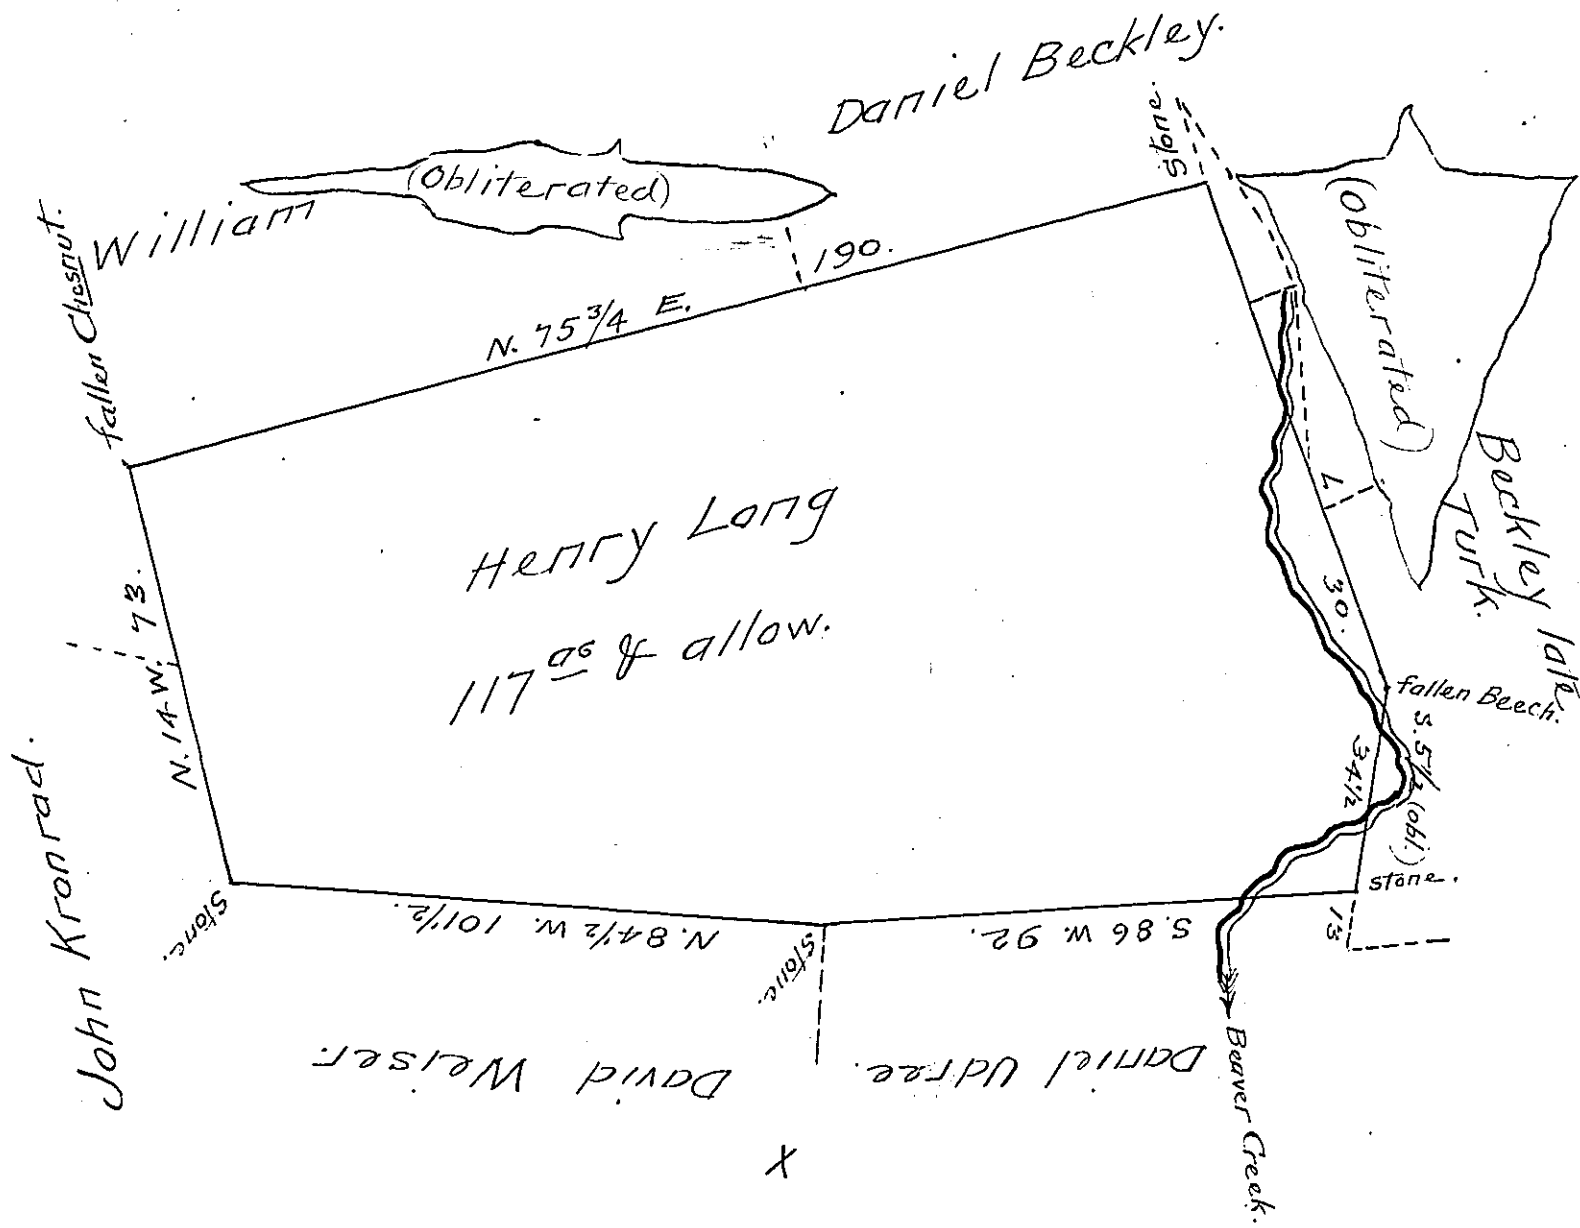 Daniel Beckley.
Stone.
(Obliterated)
William
fallen Chesnut.
190.
N. 75 3/4 E.
(Obliterated)
Beckley late
Turk.
L
30.
Henry Long
117 as & allow.
N. 14 W. 73.
John Kronrad.
fallen Beech.
S. 5 1/2 (obl.)
34 1/2
stone.
13
Stone.
N. 84 1/2 W. 101 1/2.
Stone.
S. 86 W. 92.
David Weiser.
Daniel Udree.
Beaver Creek.
X